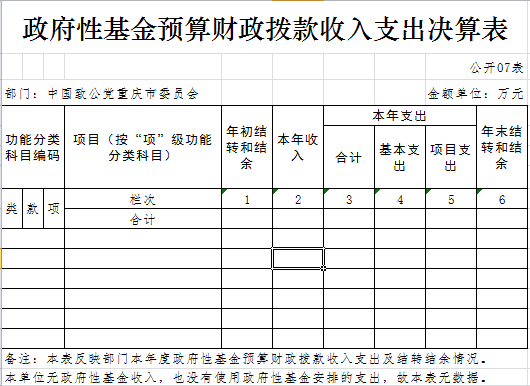 政府性基金预算财政拨款收入支出决算表
公开07表
部门：中国致公党重庆市委员会 金额单位：万元
功能分类科目编码 项目（按“项”级功能分类科目） 年初结转和结余 本年收入 本年支出 年末结转和结余
合计 基本支出 项目支出
类 款 项 栏次 1 2 3 4 5 6
合计
备注：本表反映部门本年度政府性基金预算财政拨款收入支出及结转结余情况。
本单位无政府性基金收入，也没有使用政府性基金安排的支出，故本表无数据。